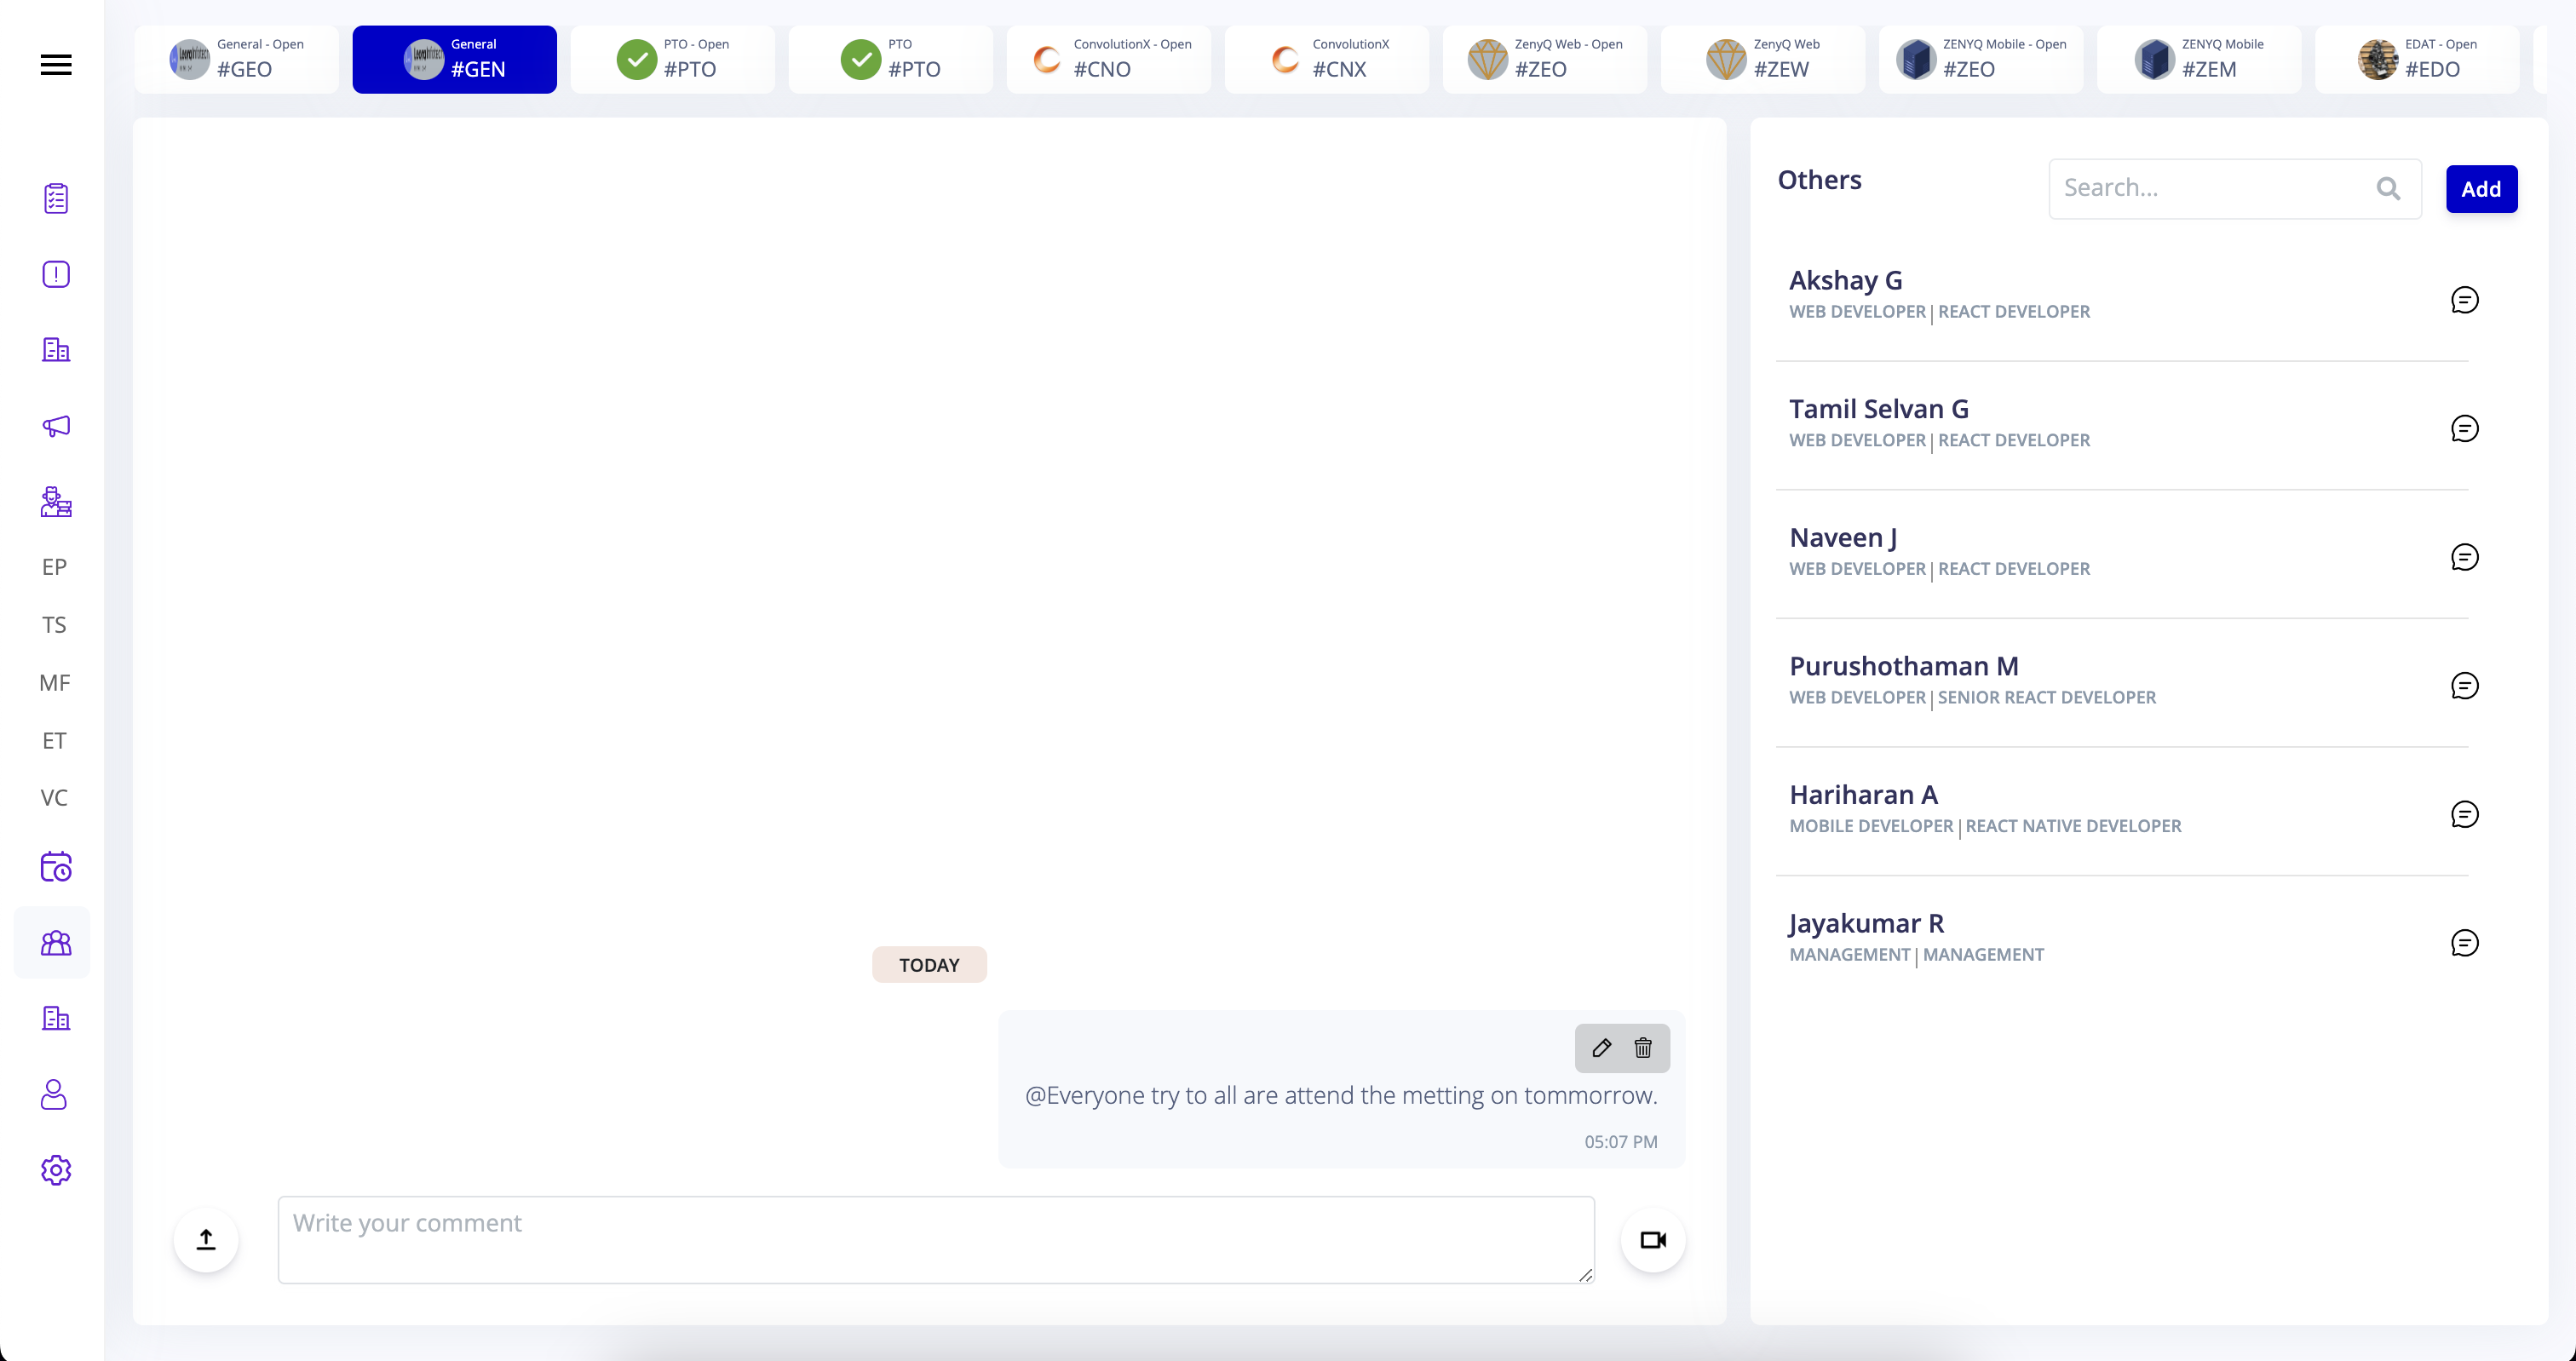 General - Open
#GEO
General
#GEN
PTO - Open
#PTO
PTO
#PTO
ConvolutionX - Open
#CNO
ConvolutionX
#CNX
ZenyQ Web - Open
#ZEO
ZenyQ Web
#ZEW
ZENYQ Mobile - Open
#ZEO
ZENYQ Mobile
#ZEM
EDAT - Open
#EDO
EP
TS
MF
ET
VC
TODAY
@Everyone try to all are attend the metting on tommorrow.
05:07 PM
Write your comment
Others
Search...
Add
Akshay G
WEB DEVELOPER | REACT DEVELOPER
Tamil Selvan G
WEB DEVELOPER | REACT DEVELOPER
Naveen J
WEB DEVELOPER | REACT DEVELOPER
Purushothaman M
WEB DEVELOPER | SENIOR REACT DEVELOPER
Hariharan A
MOBILE DEVELOPER | REACT NATIVE DEVELOPER
Jayakumar R
MANAGEMENT | MANAGEMENT